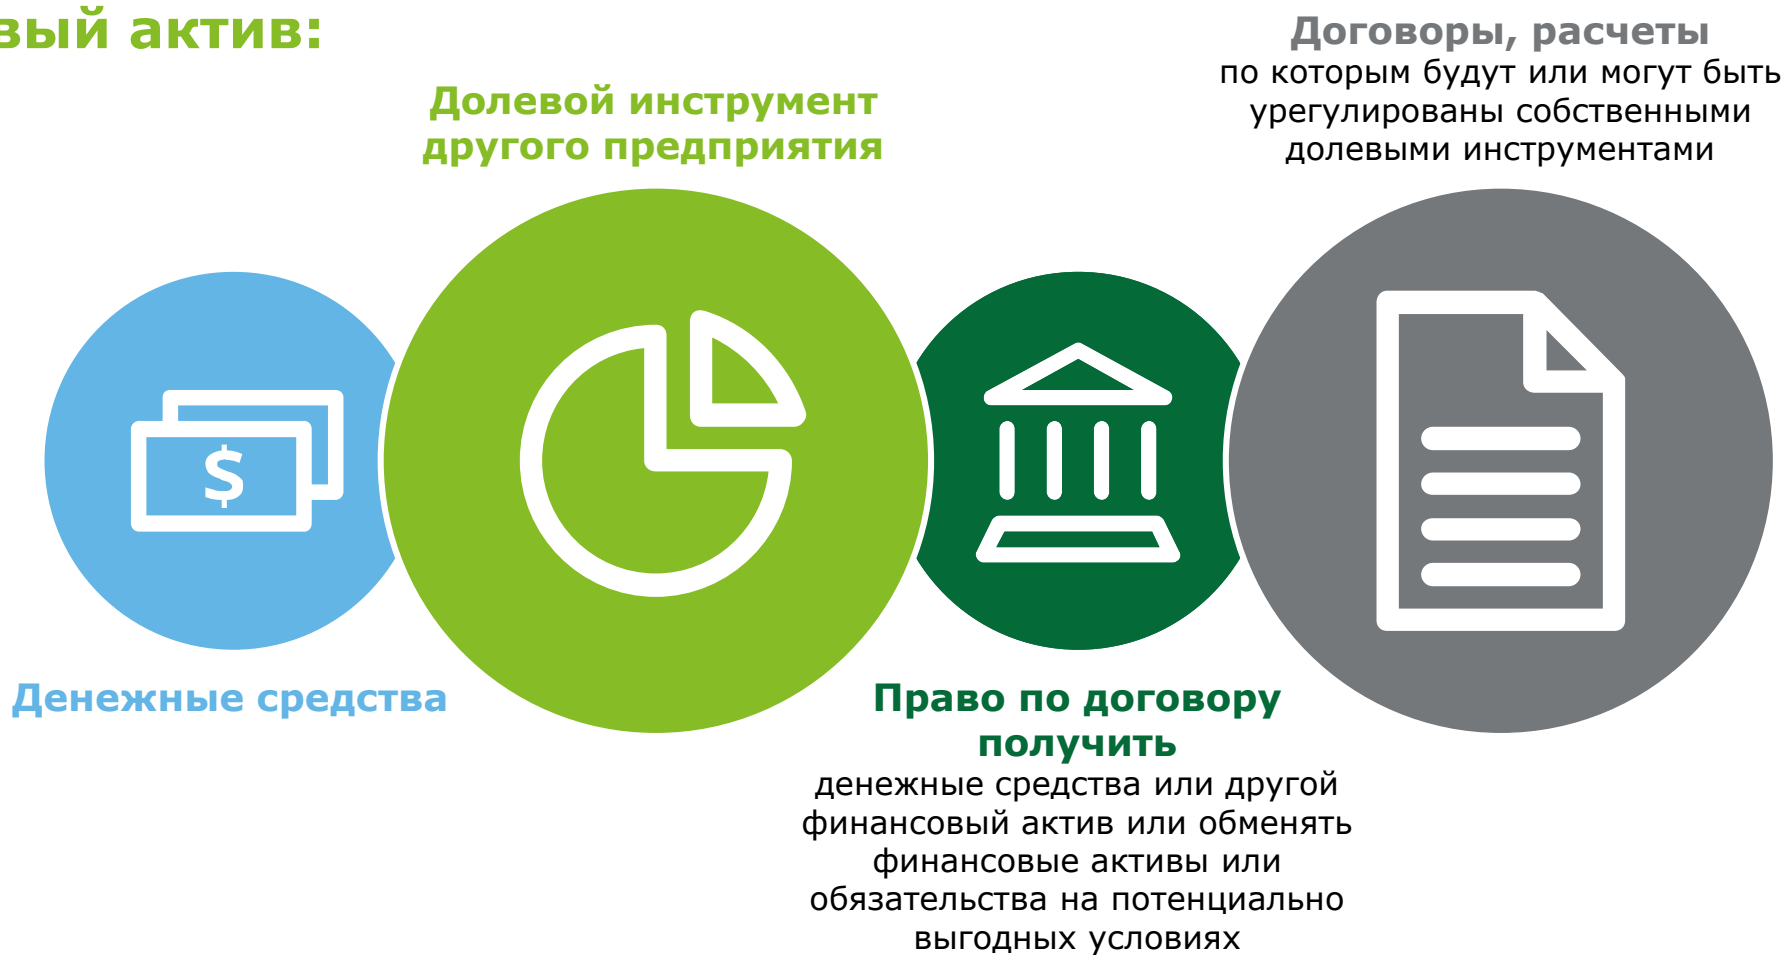 вый актив:
Долевой инструмент
другого предприятия
Договоры, расчеты
по которым будут или могут быть
урегулированы собственными
долевыми инструментами
$
Денежные средства
Право по договору
получить
денежные средства или другой
финансовый актив или обменять
финансовые активы или
обязательства на потенциально
выгодных условиях